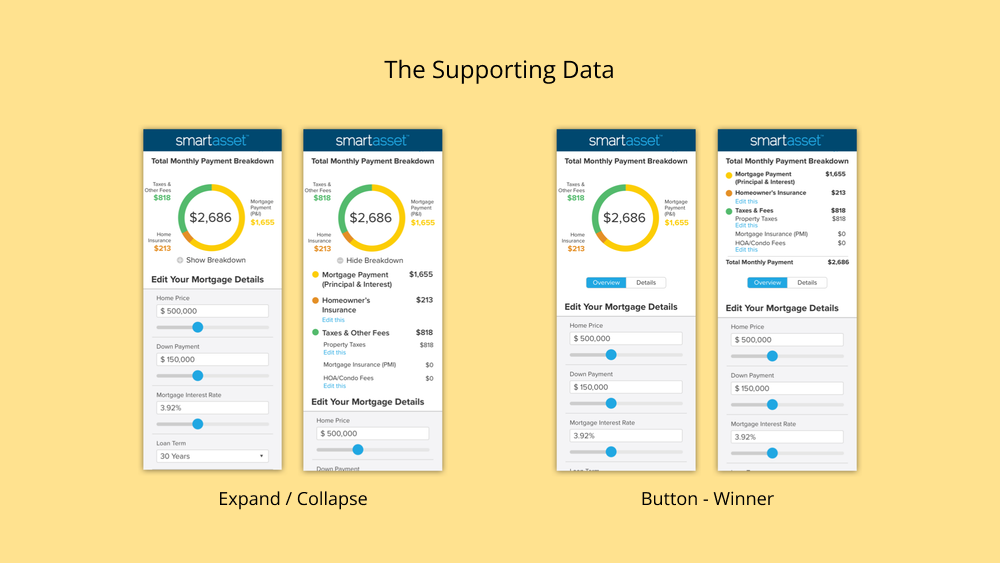 The Supporting Data
smartasset
Total Monthly Payment Breakdown
Taxes &
Other Fees
$818
Mortgage
Payment
(P&I)
$1,655
$2,686
Home
Insurance
$213
Show Breakdown
Edit Your Mortgage Details
Home Price
$ 500,000
Down Payment
$ 150,000
Mortgage Interest Rate
3.92%
Loan Term
30 Years
smartasset
Total Monthly Payment Breakdown
Taxes &
Other Fees
$818
Mortgage
Payment
(P&I)
$1,655
$2,686
Home
Insurance
$213
Hide Breakdown
Mortgage Payment $1,655
(Principal & Interest)
Homeowner's $213
Insurance
Edit this
Taxes & Other Fees $818
Property Taxes $818
Edit this
Mortgage Insurance (PMI) $0
HOA/Condo Fees $0
Edit this
Edit Your Mortgage Details
Home Price
$ 500,000
Down Payment
Expand / Collapse
smartasset
Total Monthly Payment Breakdown
Taxes &
Other Fees
$818
Mortgage
Payment
(P&I)
$1,655
$2,686
Home
Insurance
$213
Overview Details
Edit Your Mortgage Details
Home Price
$ 500,000
Down Payment
$ 150,000
Mortgage Interest Rate
3.92%
Loan Term
smartasset
Total Monthly Payment Breakdown
Mortgage Payment $1,655
(Principal & Interest)
Homeowner's Insurance $213
Edit this
Taxes & Fees $818
Property Taxes $818
Edit this
Mortgage Insurance (PMI) $0
HOA/Condo Fees $0
Edit this
Total Monthly Payment $2,686
Overview Details
Edit Your Mortgage Details
Home Price
$ 500,000
Down Payment
$ 150,000
Mortgage Interest Rate
3.92%
Button - Winner